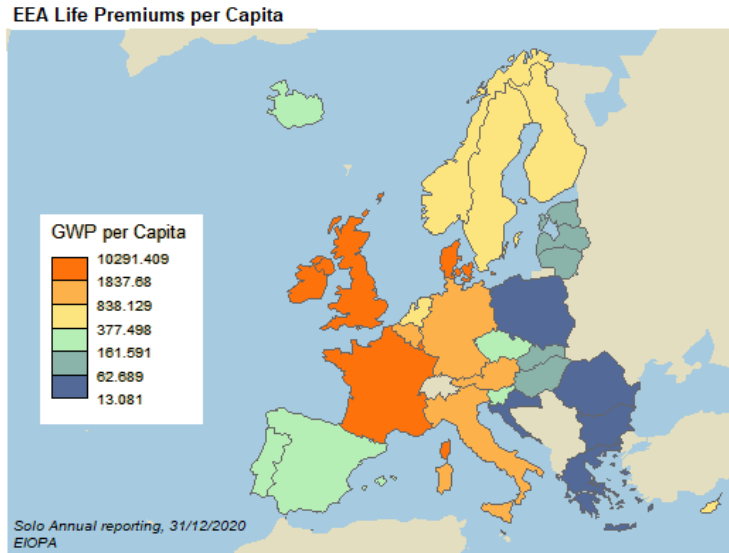 EEA Life Premiums per Capita
GWP per Capita
10291.409
1837.68
838.129
377.498
161.591
62.689
13.081
Solo Annual reporting, 31/12/2020
EIOPA